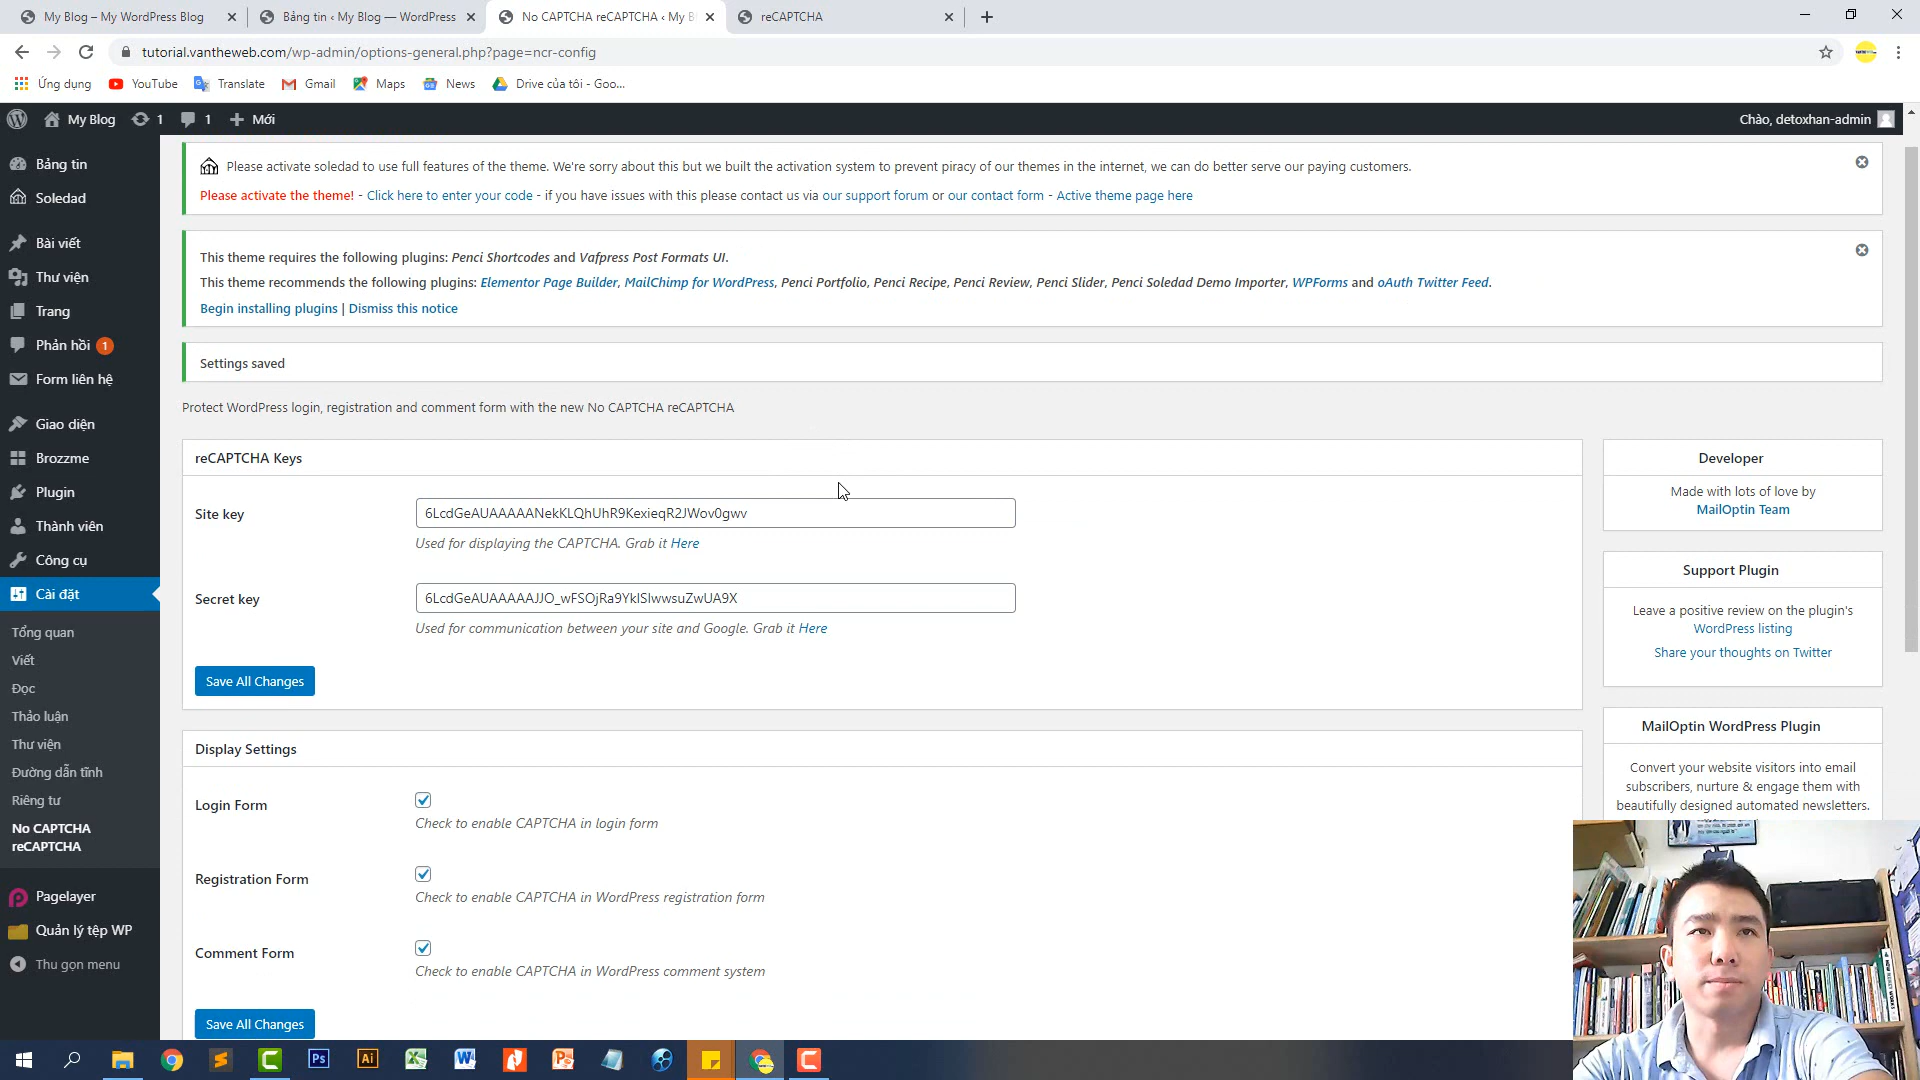 My Blog – My WordPress Blog
Bảng tin ‹ My Blog — WordPress
No CAPTCHA reCAPTCHA ‹ My B
reCAPTCHA
tutorial.vantheweb.com/wp-admin/options-general.php?page=ncr-config
Ứng dụng
YouTube
Translate
Gmail
Maps
News
Drive của tôi - Goo...
My Blog
1
1
Mới
Chào, detoxhan-admin
Bảng tin
Soledad
Bài viết
Thư viện
Trang
Phản hồi 1
Form liên hệ
Giao diện
Brozzme
Plugin
Thành viên
Công cụ
Cài đặt
Tổng quan
Viết
Đọc
Thảo luận
Thư viện
Đường dẫn tĩnh
Riêng tư
No CAPTCHA
reCAPTCHA
Pagelayer
Quản lý tệp WP
Thu gọn menu
Please activate soledad to use full features of the theme. We're sorry about this but we built the activation system to prevent piracy of our themes in the internet, we can do better serve our paying customers.
Please activate the theme! - Click here to enter your code - if you have issues with this please contact us via our support forum or our contact form - Active theme page here
This theme requires the following plugins: Penci Shortcodes and Vafpress Post Formats UI.
This theme recommends the following plugins: Elementor Page Builder, MailChimp for WordPress, Penci Portfolio, Penci Recipe, Penci Review, Penci Slider, Penci Soledad Demo Importer, WPForms and oAuth Twitter Feed.
Begin installing plugins | Dismiss this notice
Settings saved
Protect WordPress login, registration and comment form with the new No CAPTCHA reCAPTCHA
reCAPTCHA Keys
Site key
6LcdGeAUAAAAANekKLQhUhR9KexieqR2JWov0gwv
Used for displaying the CAPTCHA. Grab it Here
Secret key
6LcdGeAUAAAAAJJO_wFSOjRa9YklSlwwsuZwUA9X
Used for communication between your site and Google. Grab it Here
Save All Changes
Display Settings
Login Form
Check to enable CAPTCHA in login form
Registration Form
Check to enable CAPTCHA in WordPress registration form
Comment Form
Check to enable CAPTCHA in WordPress comment system
Save All Changes
Developer
Made with lots of love by
MailOptin Team
Support Plugin
Leave a positive review on the plugin's
WordPress listing
Share your thoughts on Twitter
MailOptin WordPress Plugin
Convert your website visitors into email
subscribers, nurture & engage them with
beautifully designed automated newsletters.
Ps
Ai